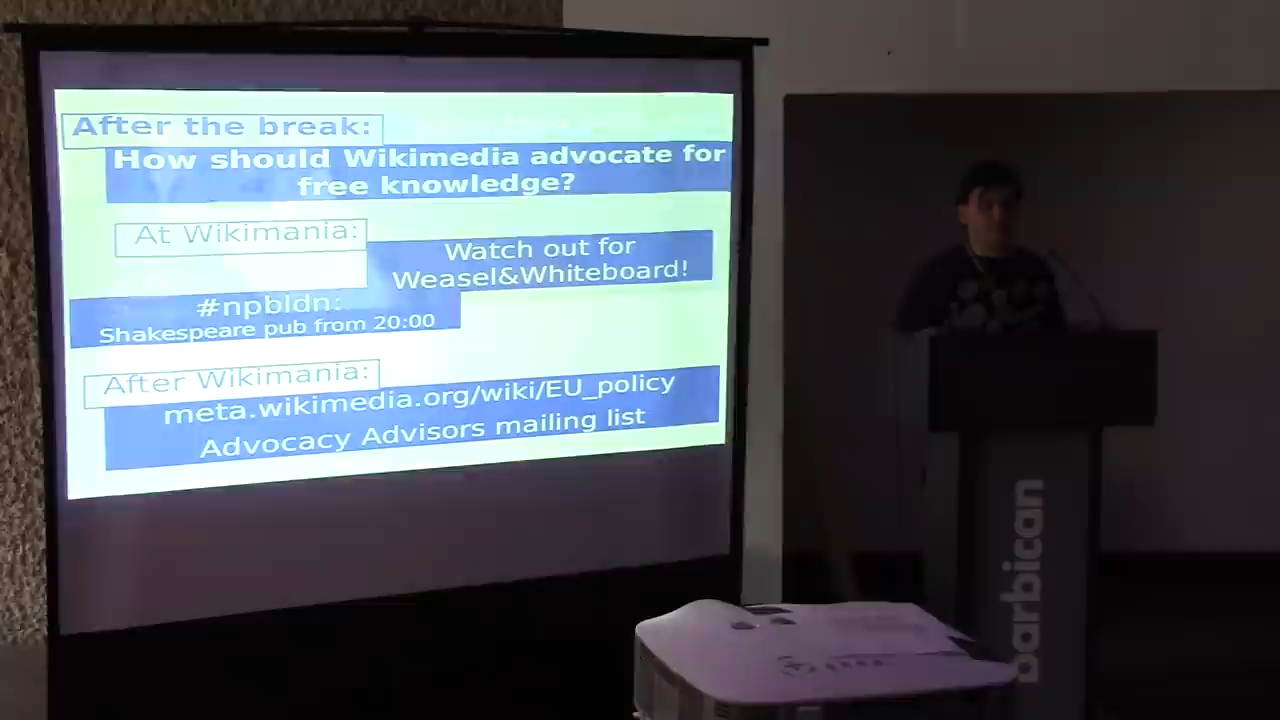 After the break:
How should Wikimedia advocate for
free knowledge?
At Wikimania:
Watch out for
Weasel&Whiteboard!
#npbldn:
Shakespeare pub from 20:00
After Wikimania:
meta.wikimedia.org/wiki/EU_policy
Advocacy Advisors mailing list
barbican